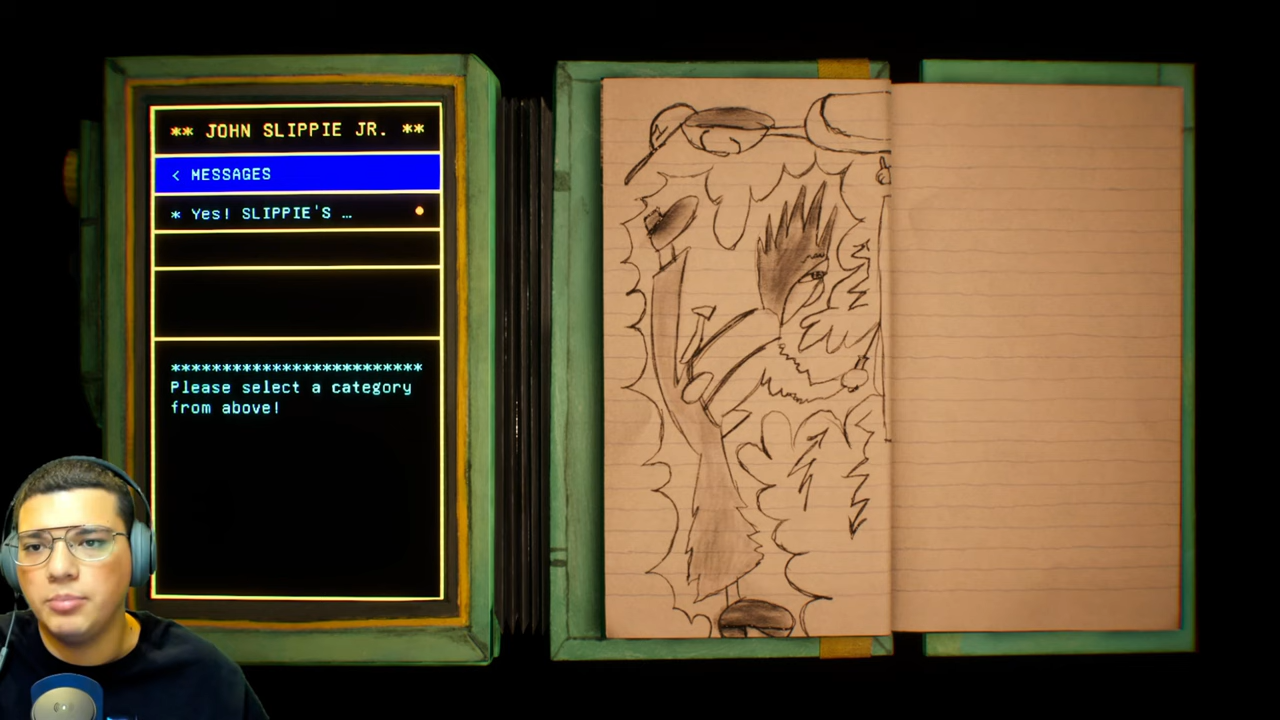 ** JOHN SLIPPIE JR. **
< MESSAGES
* Yes! SLIPPIE'S …
************************
Please select a category
from above!